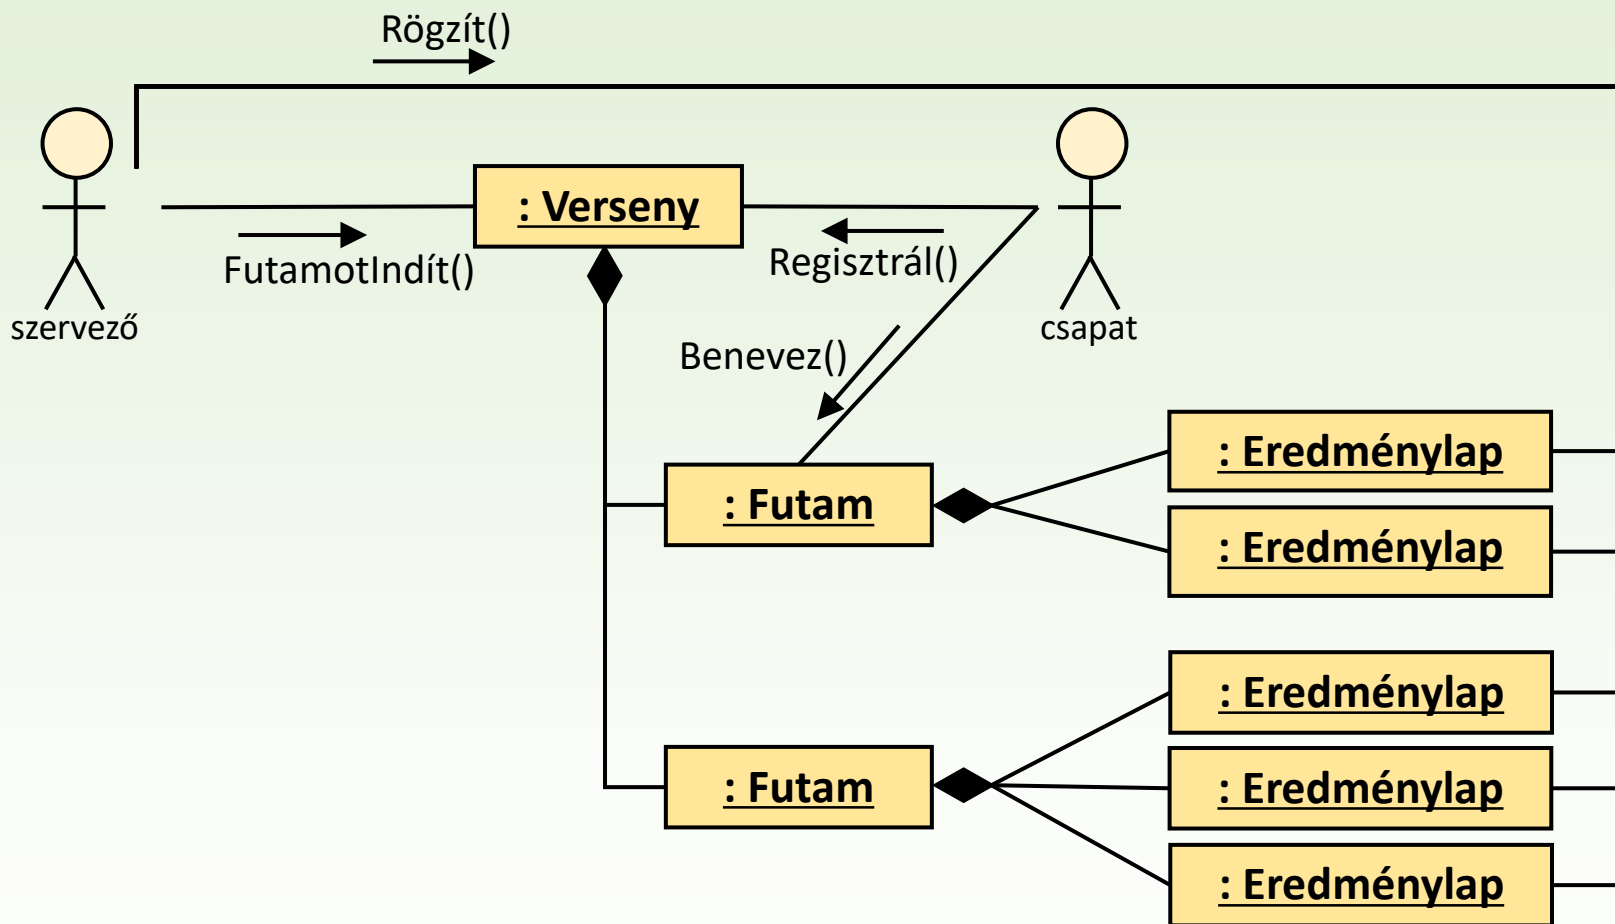 Rögzít()
: Verseny
FutamotIndít()
Regisztrál()
szervező
csapat
Benevez()
: Eredménylap
: Futam
: Eredménylap
: Eredménylap
: Futam
: Eredménylap
: Eredménylap